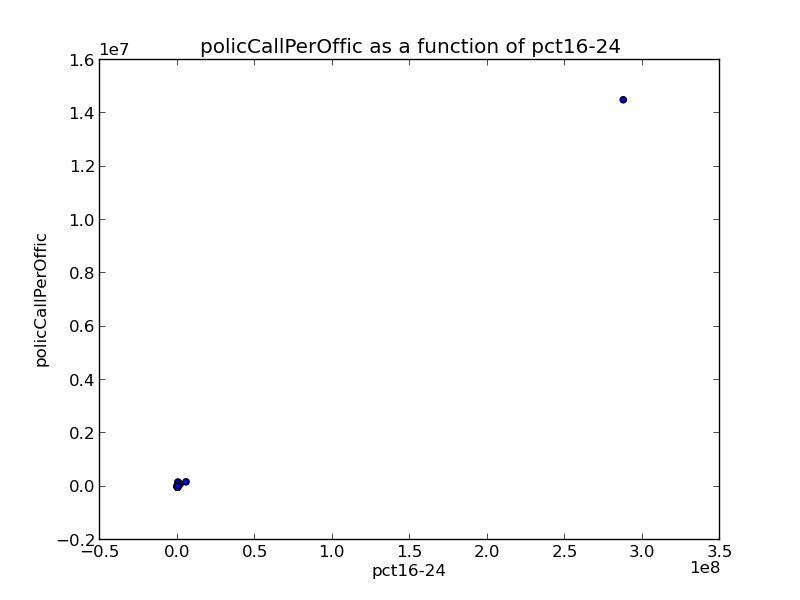 policCallPerOffic as a function of pct16-24
1e7
1.6
1.4
1.2
1.0
0.8
0.6
0.4
0.2
0.0
−0.2
policCallPerOffic
−0.5 0.0 0.5 1.0 1.5 2.0 2.5 3.0 3.5
1e8
pct16-24